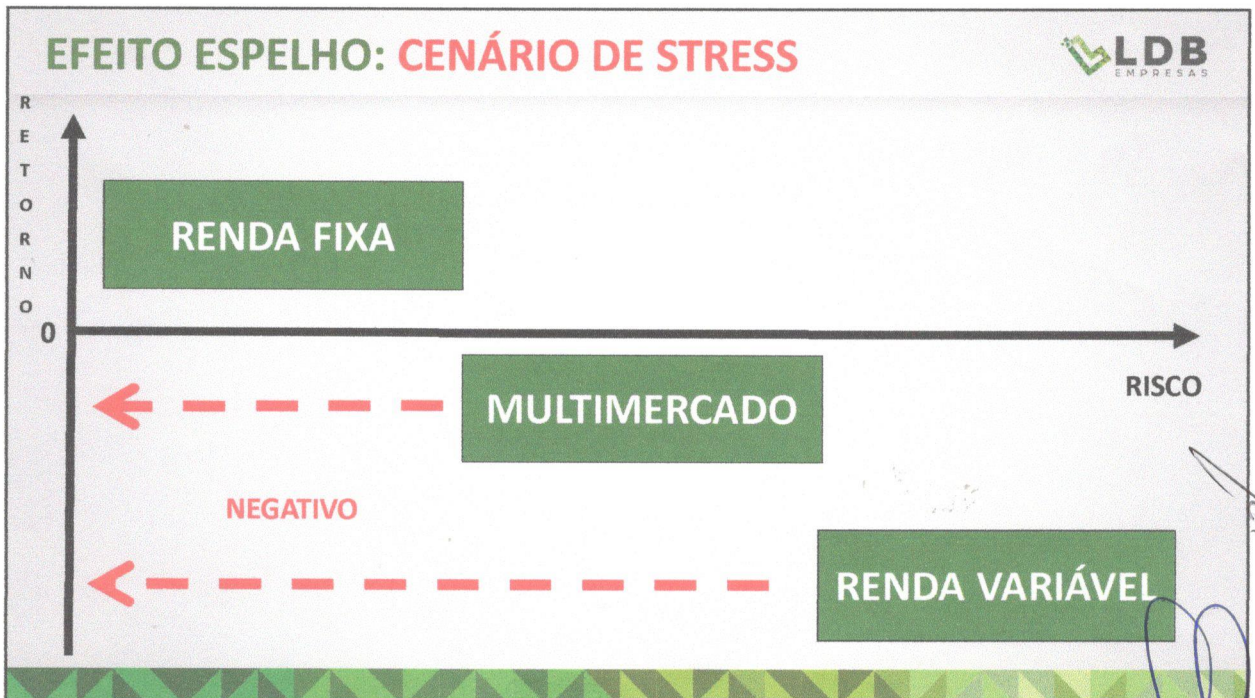 EFEITO ESPELHO: CENÁRIO DE STRESS
LDB
EMPRESAS
RETORNO
RENDA FIXA
0
RISCO
MULTIMERCADO
NEGATIVO
RENDA VARIÁVEL